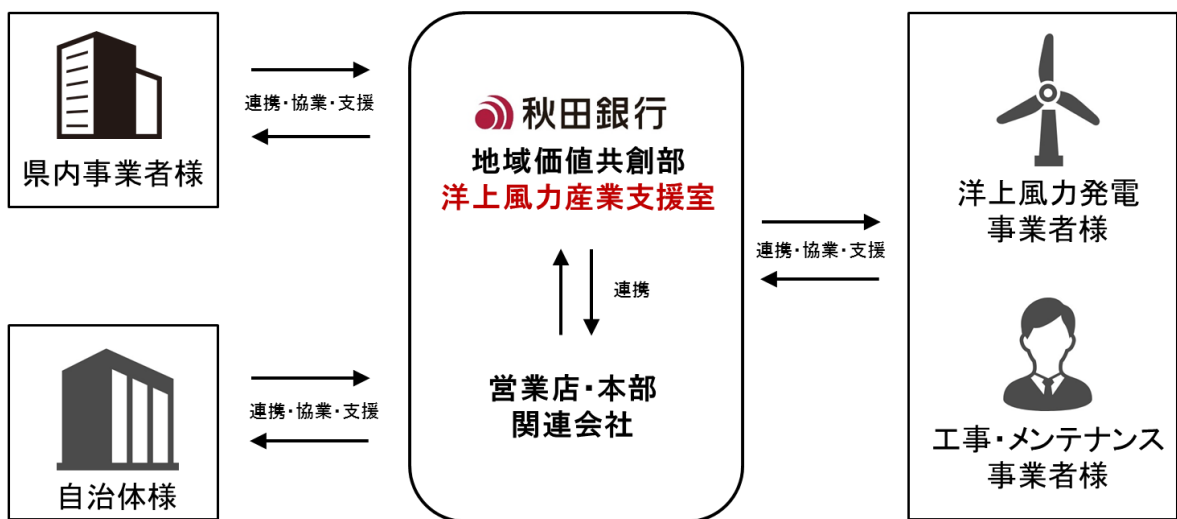 県内事業者様
連携・協業・支援
自治体様
連携・協業・支援
秋田銀行
地域価値共創部
洋上風力産業支援室
連携
営業店・本部
関連会社
連携・協業・支援
洋上風力発電
事業者様
工事・メンテナンス
事業者様